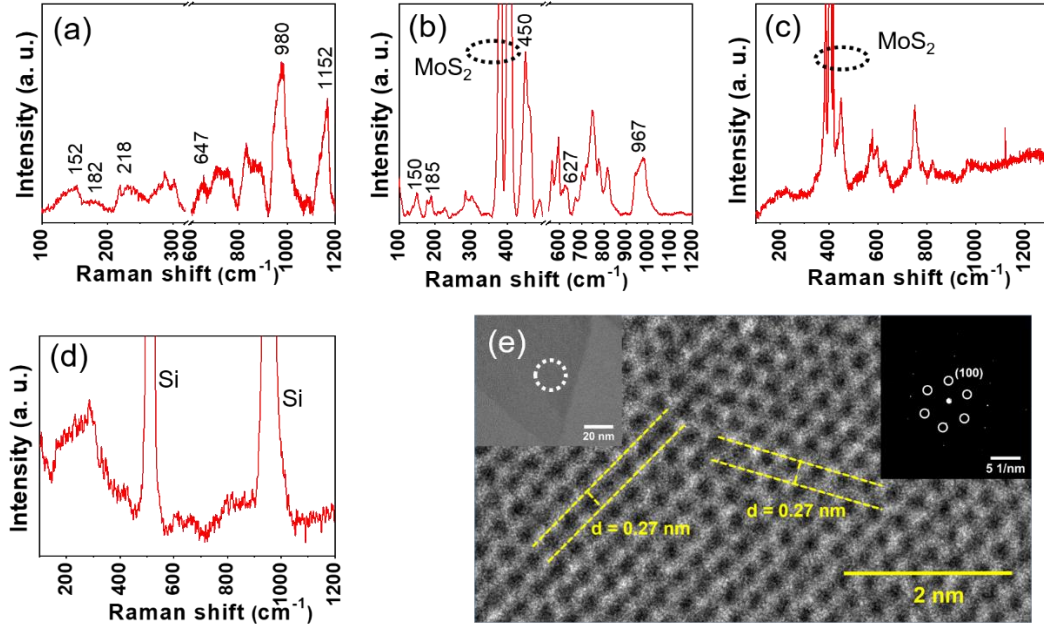 (a)
152
182
218
647
980
1152
Intensity (a. u.)
100 200 300 600 800 1000 1200
Raman shift (cm⁻¹)
(b)
MoS₂
450
150
185
627
967
Intensity (a. u.)
100 200 300 400 500 600 700 800 900 1000 1200
Raman shift (cm⁻¹)
(c)
MoS₂
Intensity (a. u.)
200 400 600 800 1000 1200
Raman shift (cm⁻¹)
(d)
Si
Si
Intensity (a. u.)
200 400 600 800 1000 1200
Raman shift (cm⁻¹)
(e)
20 nm
(100)
5 1/nm
d = 0.27 nm
d = 0.27 nm
2 nm